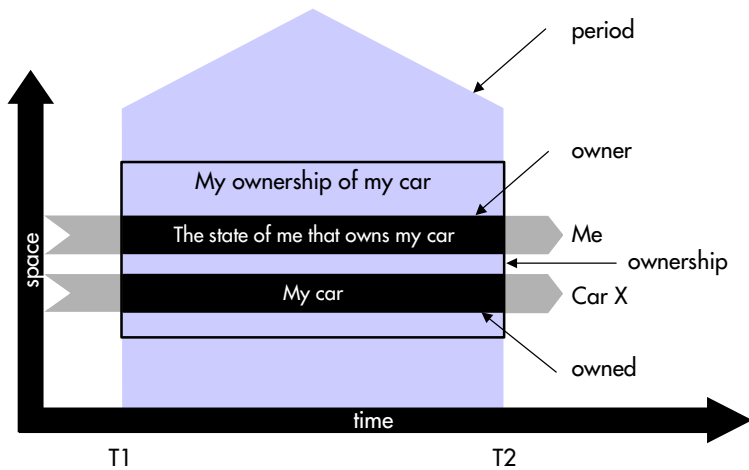 period
owner
My ownership of my car
The state of me that owns my car
Me
ownership
space
My car
Car X
owned
time
T1
T2